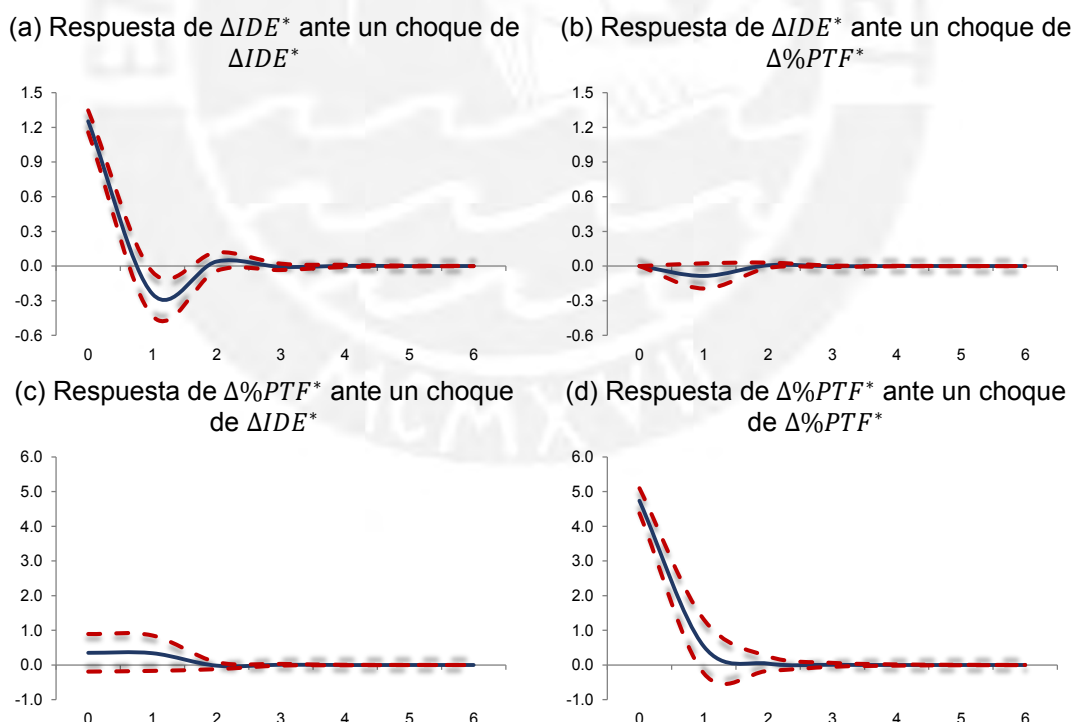 (a) Respuesta de ΔIDE* ante un choque de
ΔIDE*
(b) Respuesta de ΔIDE* ante un choque de
Δ%PTF*
1.5
1.2
0.9
0.6
0.3
0.0
-0.3
-0.6
0 1 2 3 4 5 6
1.5
1.2
0.9
0.6
0.3
0.0
-0.3
-0.6
0 1 2 3 4 5 6
(c) Respuesta de Δ%PTF* ante un choque
de ΔIDE*
(d) Respuesta de Δ%PTF* ante un choque
de Δ%PTF*
6.0
5.0
4.0
3.0
2.0
1.0
0.0
-1.0
0 1 2 3 4 5 6
6.0
5.0
4.0
3.0
2.0
1.0
0.0
-1.0
0 1 2 3 4 5 6